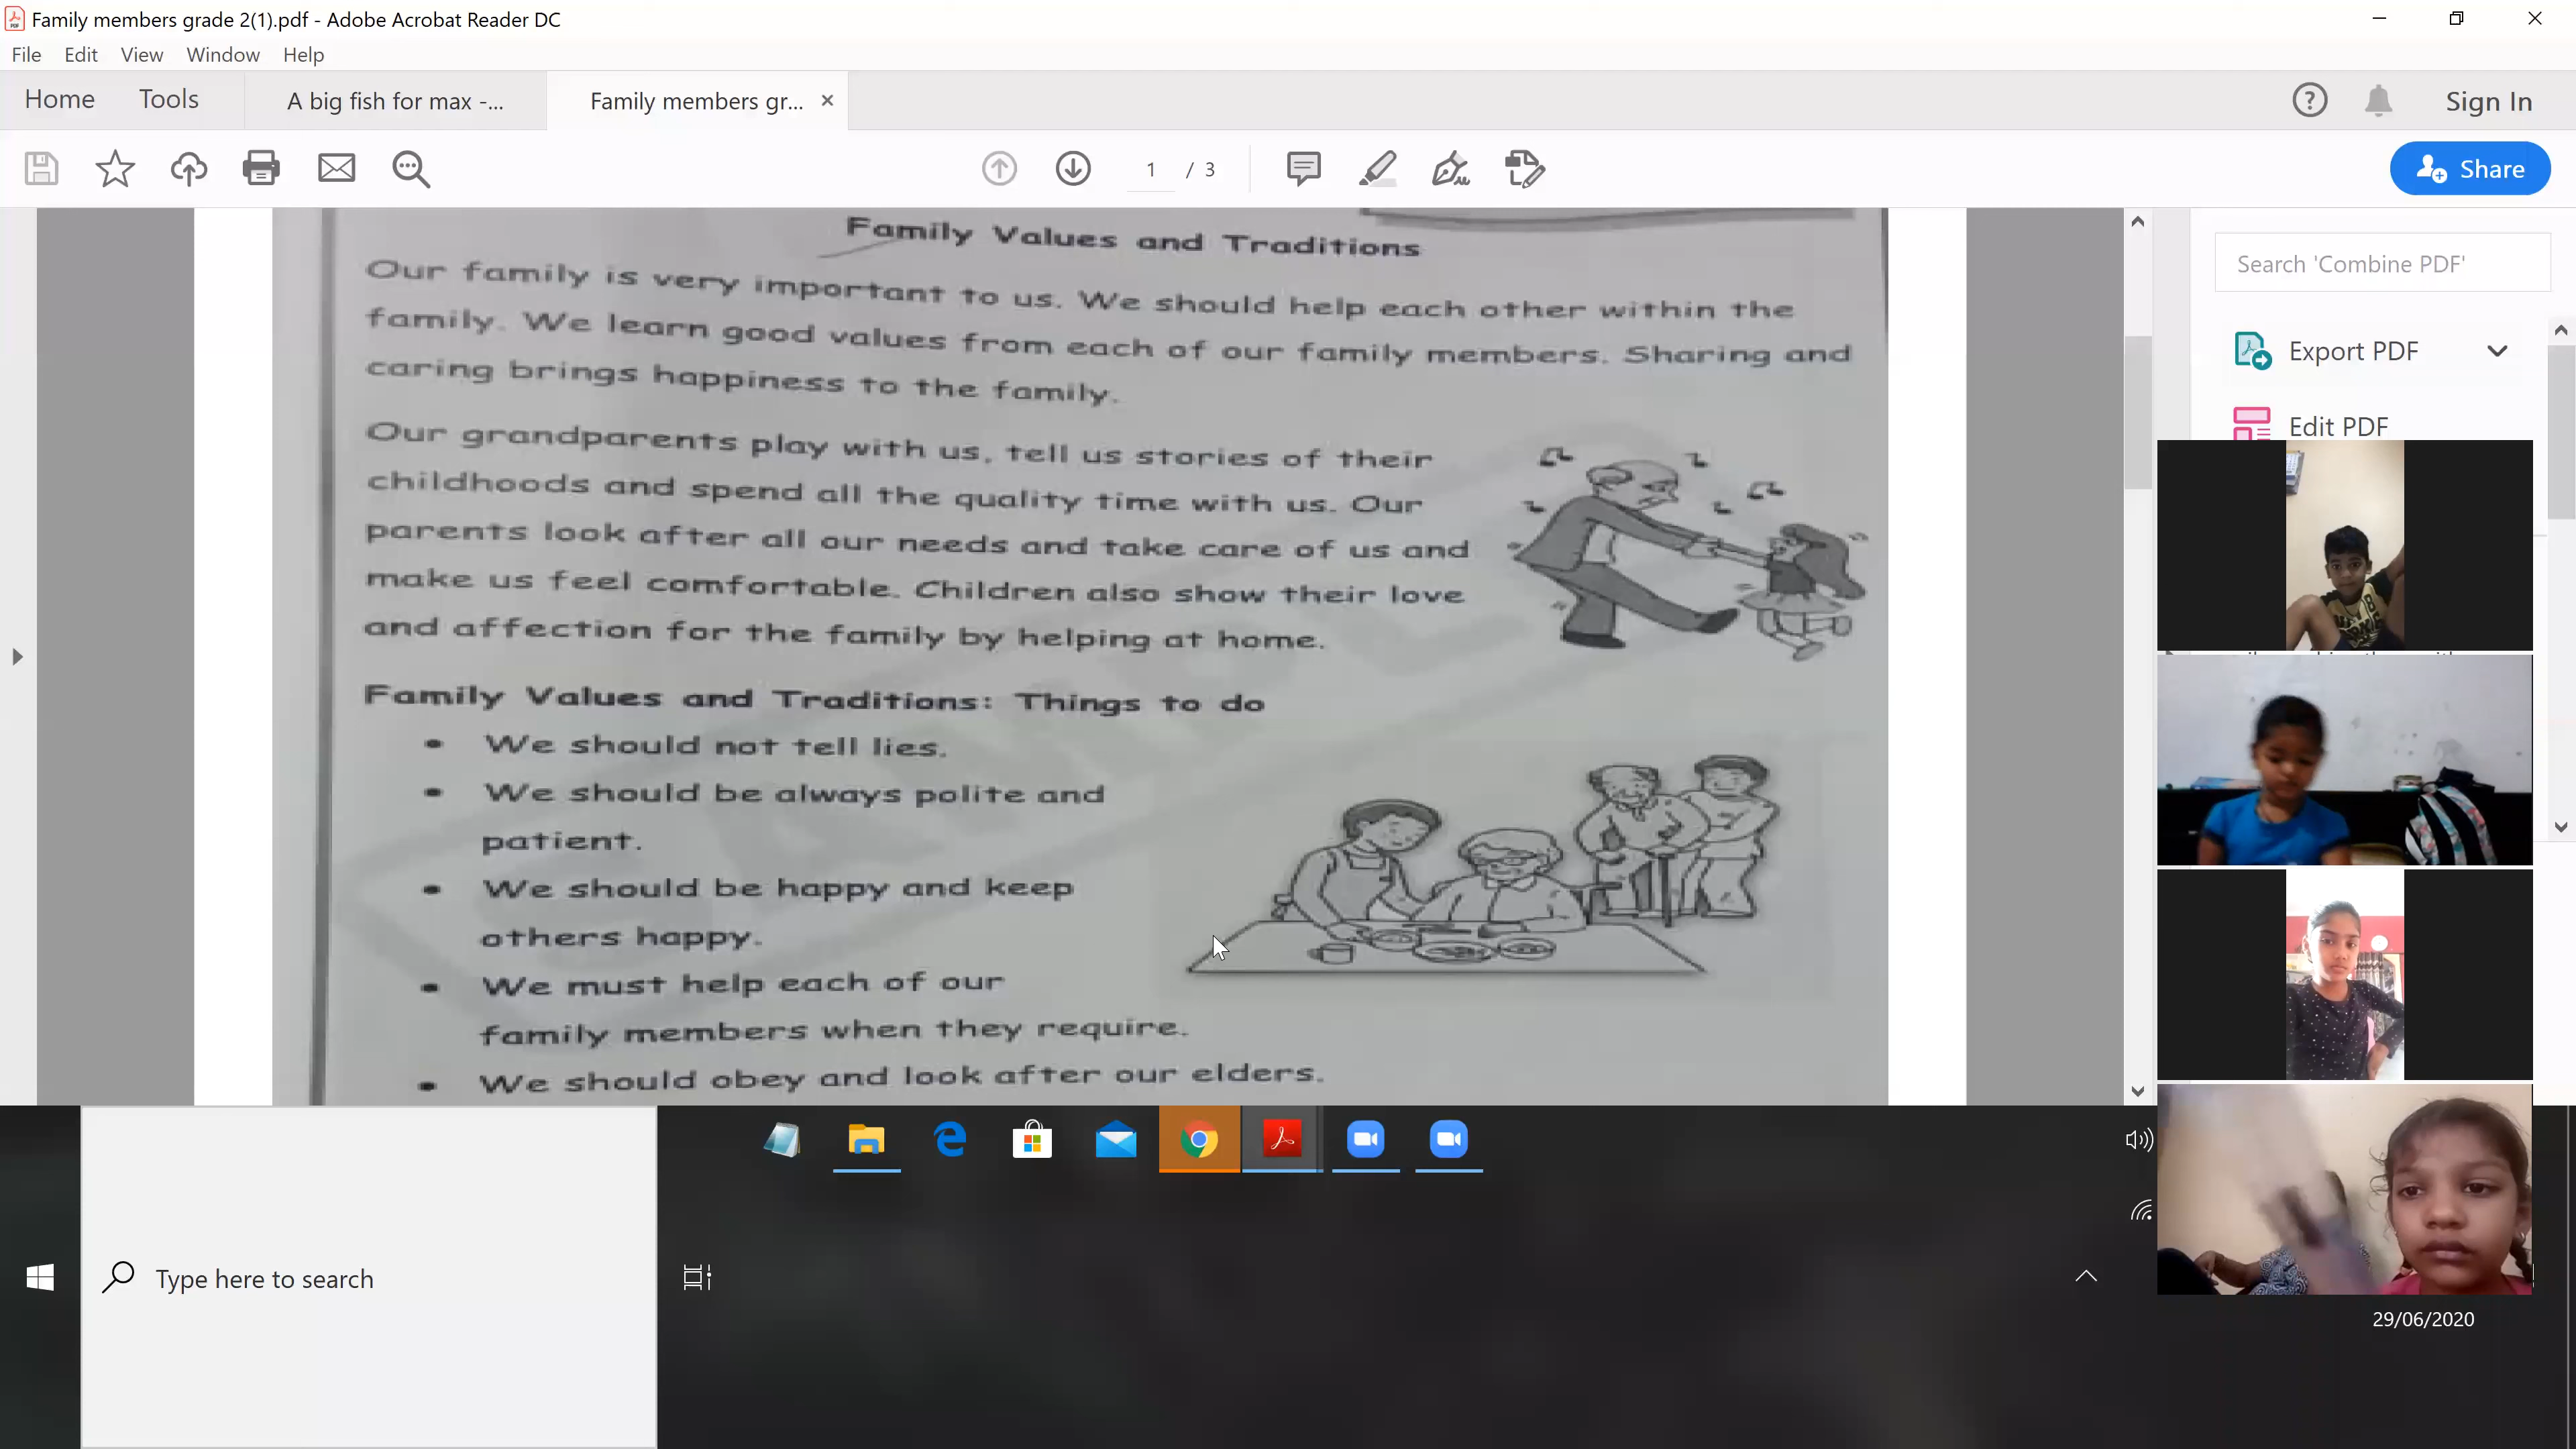 Family members grade 2(1).pdf - Adobe Acrobat Reader DC
File Edit View Window Help
Home Tools A big fish for max -... Family members gr... Sign In
1 / 3 Share
Family Values and Traditions
Our family is very important to us. We should help each other within the
family. We learn good values from each of our family members. Sharing and
caring brings happiness to the family.
Our grandparents play with us, tell us stories of their
childhoods and spend all the quality time with us. Our
parents look after all our needs and take care of us and
make us feel comfortable. Children also show their love
and affection for the family by helping at home.
Family Values and Traditions: Things to do
• We should not tell lies.
• We should be always polite and
patient.
• We should be happy and keep
others happy.
• We must help each of our
family members when they require.
• We should obey and look after our elders.
SAMPLE
Search 'Combine PDF'
Export PDF
Edit PDF
Type here to search
29/06/2020